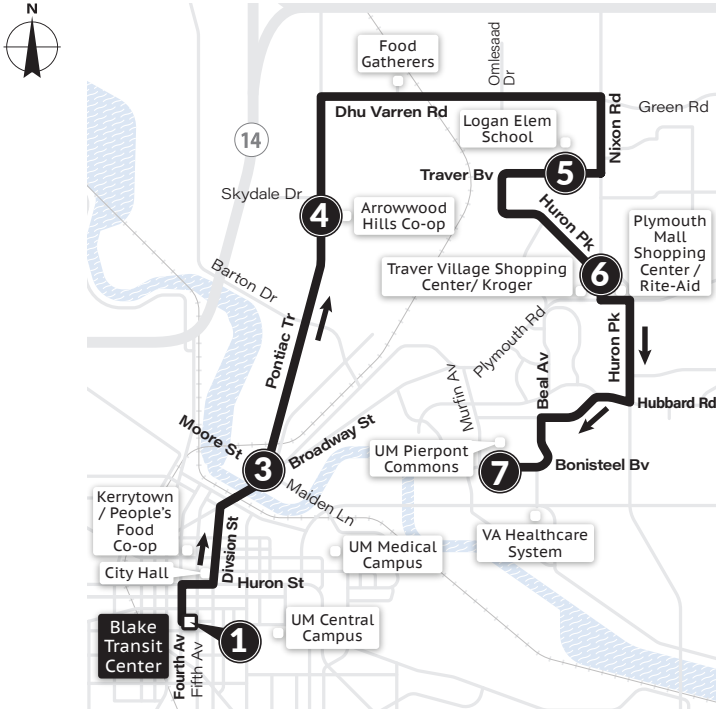 N
Food
Gatherers
Omlesaad
Dr
Dhu Varren Rd
Nixon Rd
Green Rd
14
Logan Elem
School
Traver Bv
5
Skydale Dr
4
Arrowwood
Hills Co-op
Huron Pk
Plymouth
Mall
Shopping
Center /
Rite-Aid
6
Traver Village Shopping
Center/ Kroger
Barton Dr
Pontiac Tr
Plymouth Rd
Huron Pk
Murfin Av
Beal Av
Hubbard Rd
Moore St
Broadway St
3
UM Pierpont
Commons
7
Bonisteel Bv
Maiden Ln
Kerrytown
/ People's
Food
Co-op
Divsion St
VA Healthcare
System
UM Medical
Campus
City Hall
Huron St
Blake
Transit
Center
1
UM Central
Campus
Fourth Av
Fifth Av